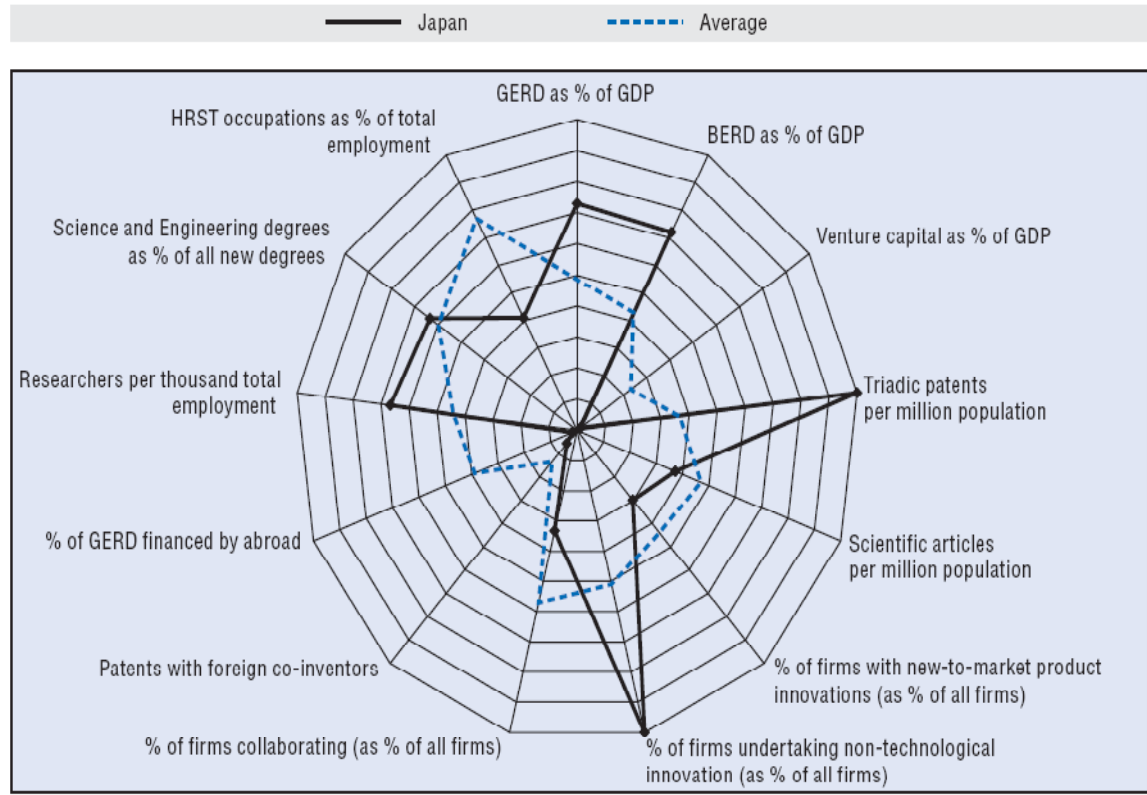 Japan
Average
GERD as % of GDP
HRST occupations as % of total
employment
BERD as % of GDP
Science and Engineering degrees
as % of all new degrees
Venture capital as % of GDP
Researchers per thousand total
employment
Triadic patents
per million population
% of GERD financed by abroad
Scientific articles
per million population
Patents with foreign co-inventors
% of firms with new-to-market product
innovations (as % of all firms)
% of firms collaborating (as % of all firms)
% of firms undertaking non-technological
innovation (as % of all firms)